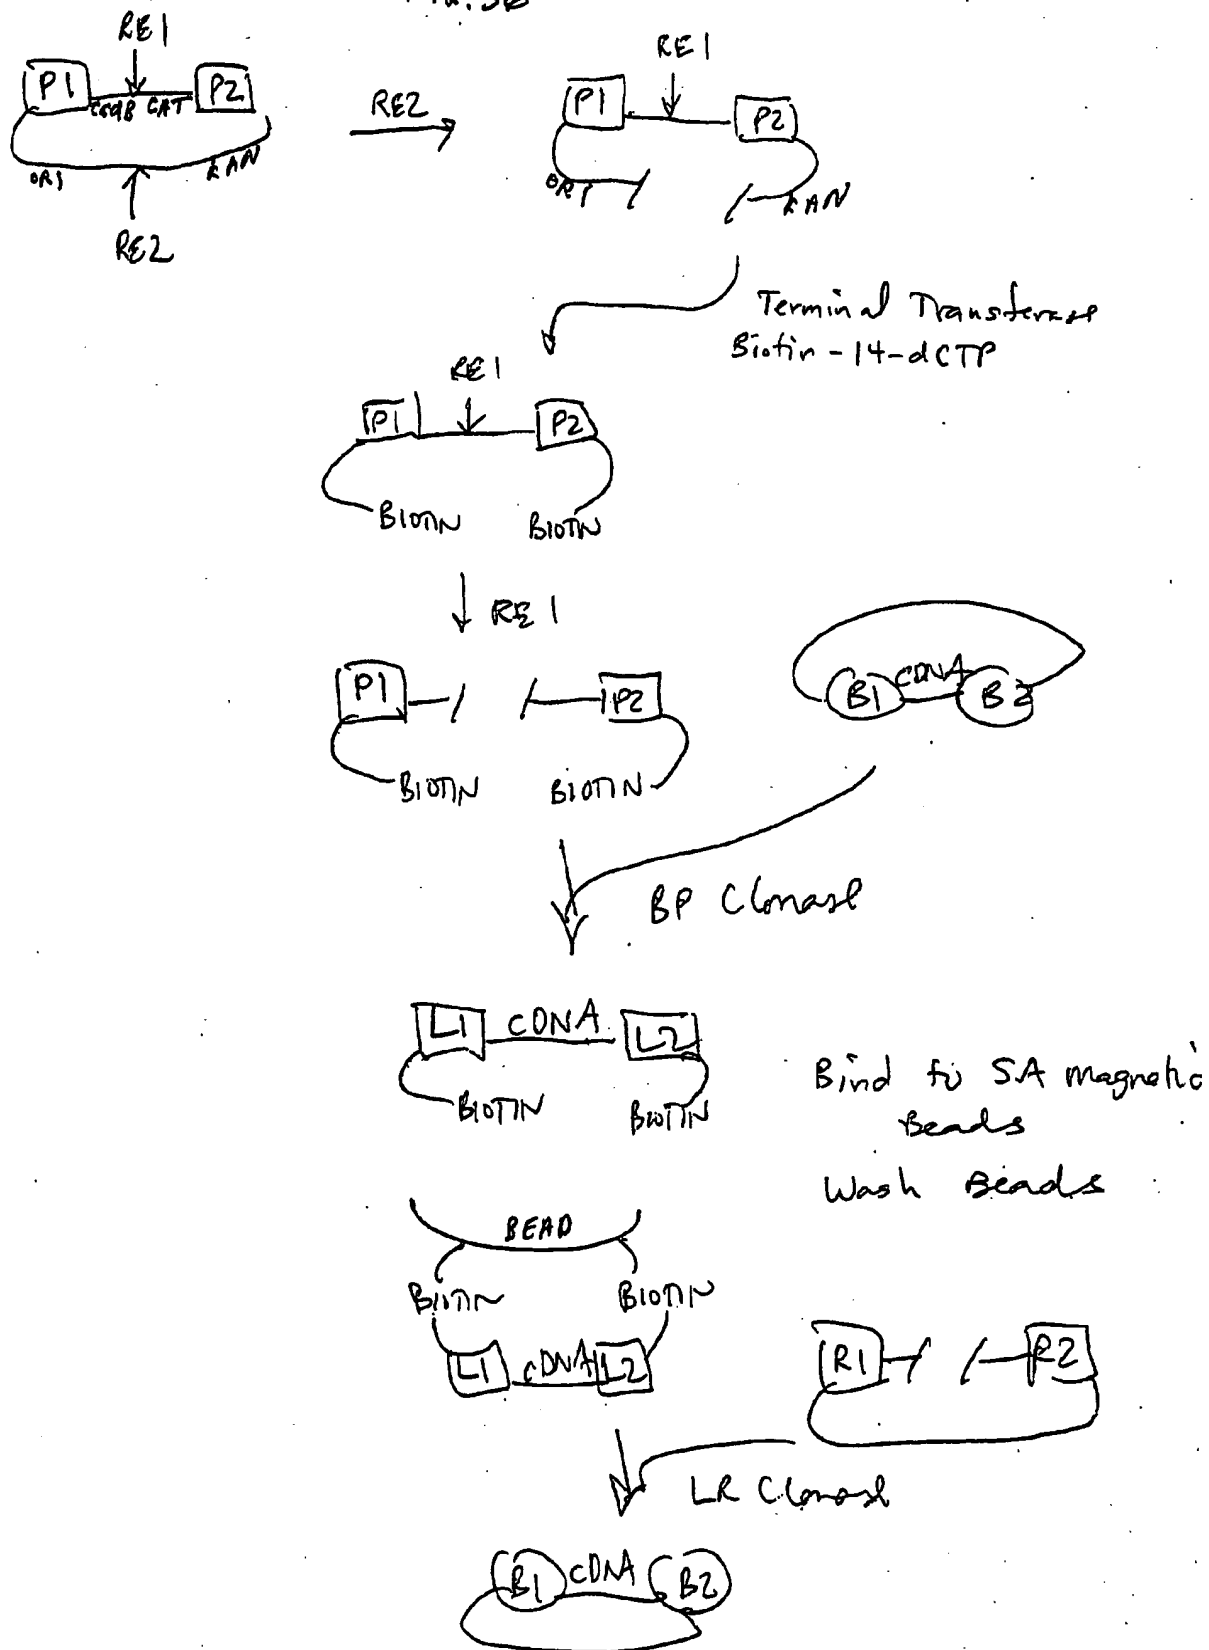 RE1
P1
P2
CcdB CAT
ORI
KAN
RE2
RE2
RE1
P1
P2
ORI
KAN
Terminal Transferase
Biotin-14-dCTP
RE1
P1
P2
BIOTIN
BIOTIN
RE1
P1
P2
BIOTIN
BIOTIN
B1
CDNA
B2
BP Clonase
L1
CDNA
L2
BIOTIN
BIOTIN
Bind to SA magnetic
Beads
Wash Beads
BEAD
BIOTIN
BIOTIN
L1
cDNA
L2
R1
R2
LR Clonase
B1
CDNA
B2